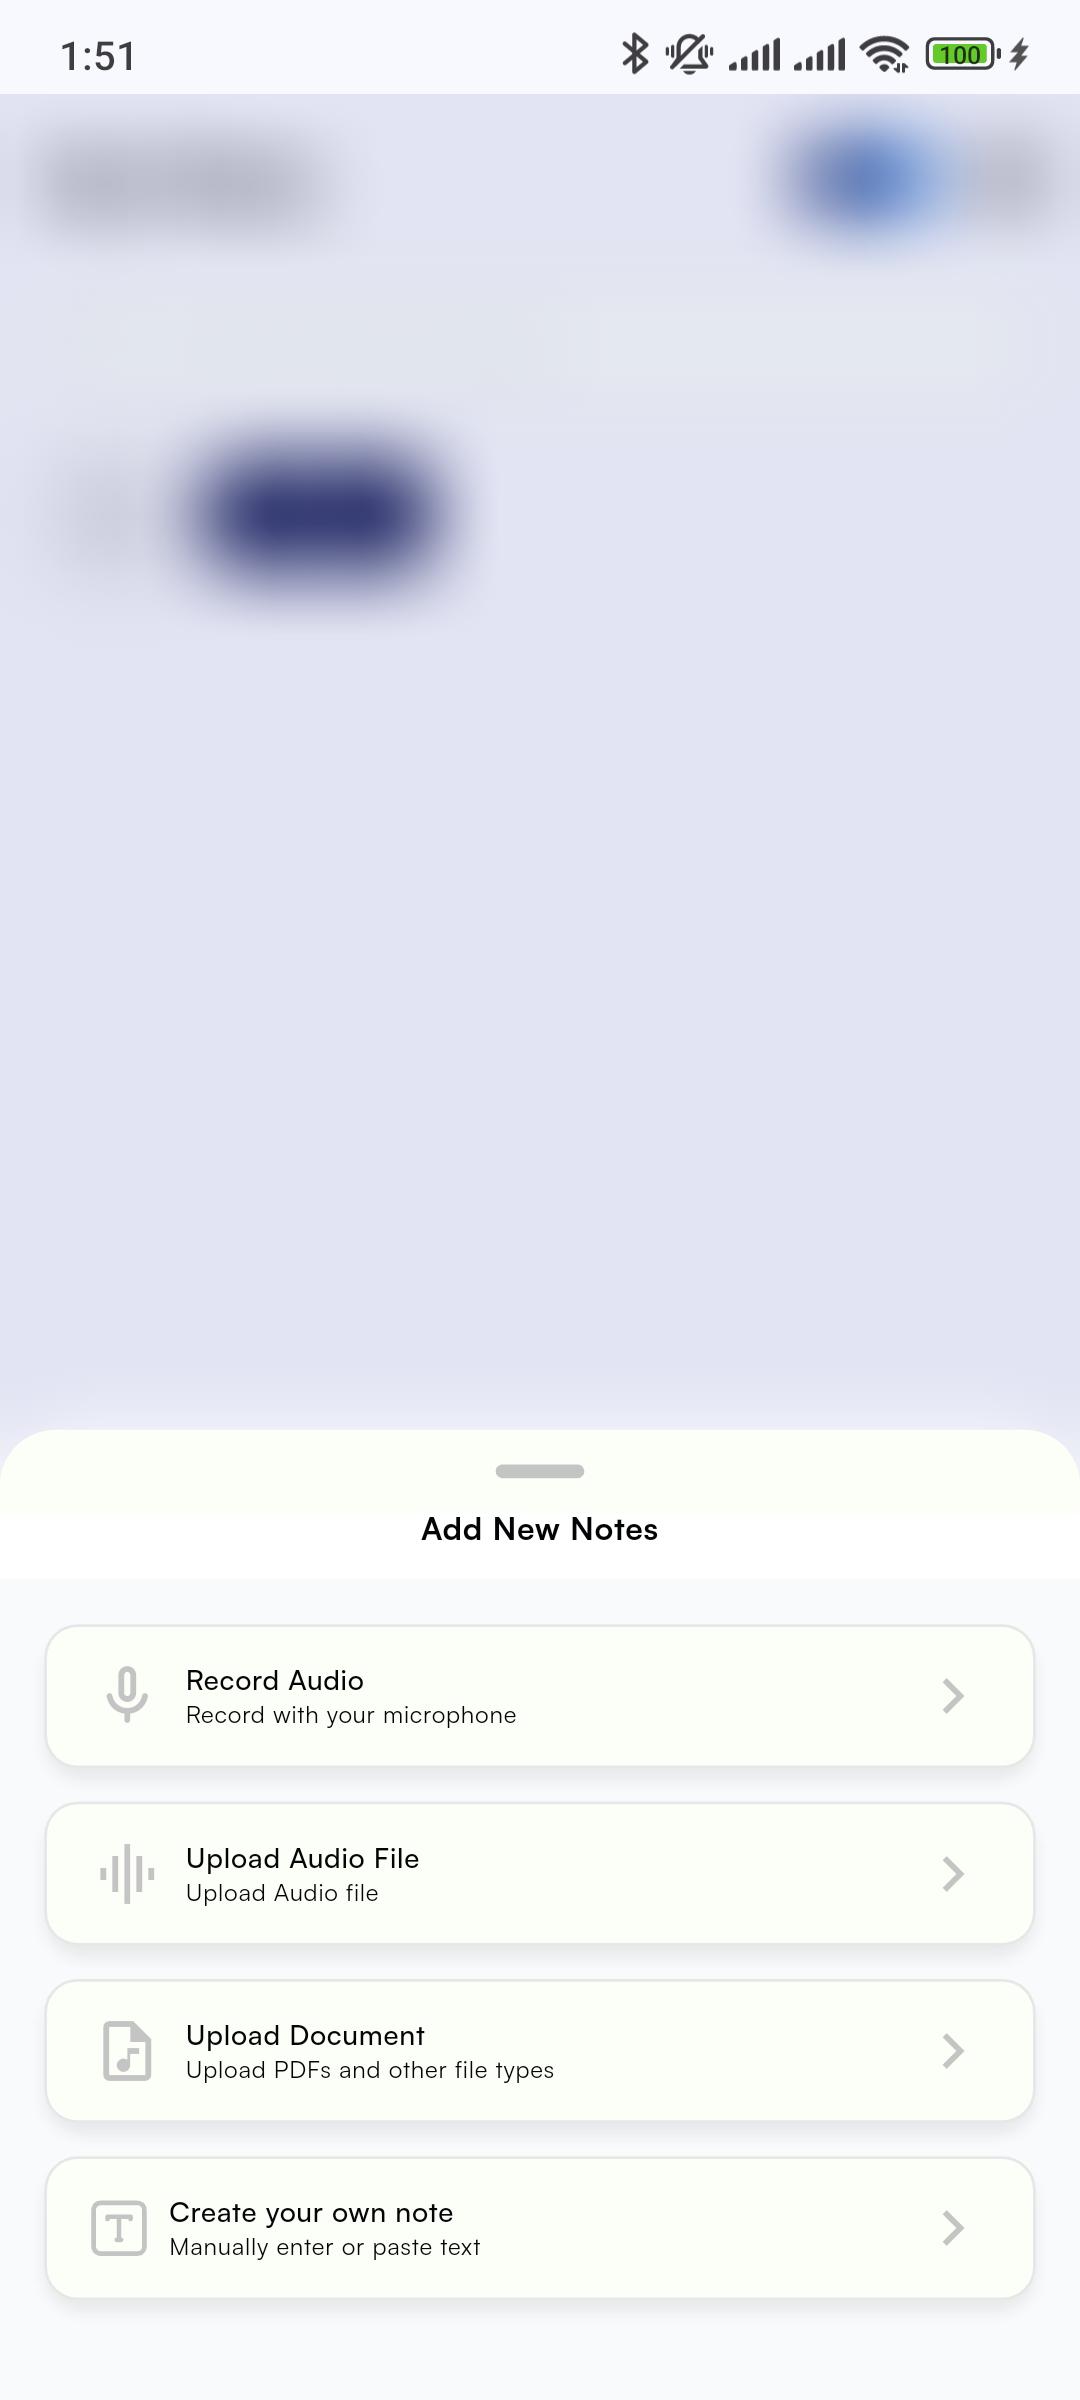 1:51
100
Add New Notes
Record Audio
Record with your microphone
Upload Audio File
Upload Audio file
Upload Document
Upload PDFs and other file types
Create your own note
Manually enter or paste text